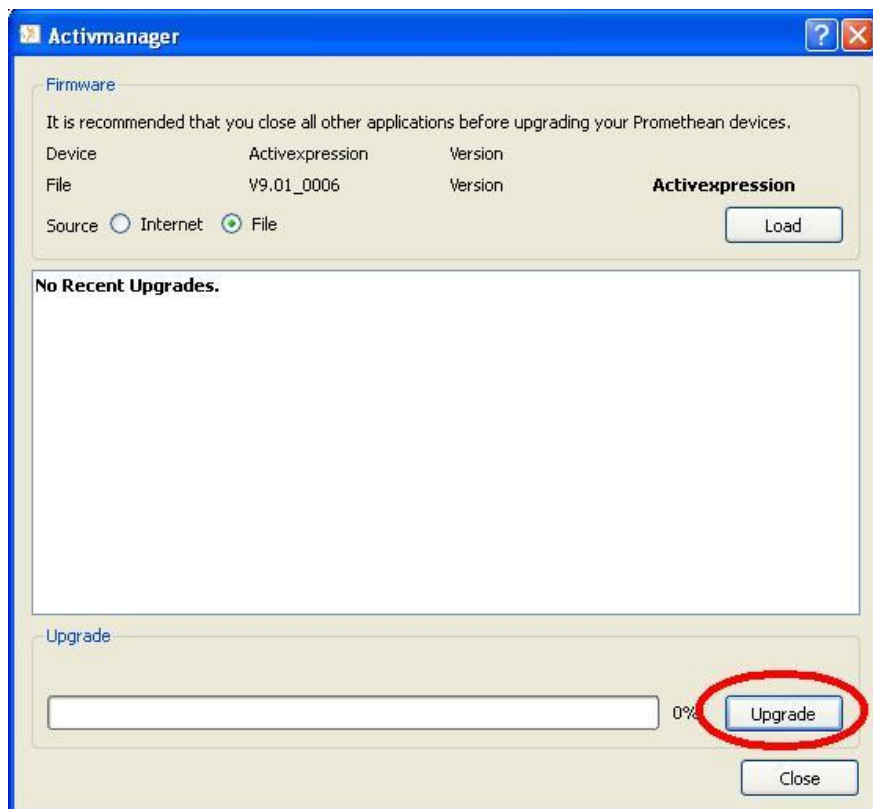 Activmanager
Firmware
It is recommended that you close all other applications before upgrading your Promethean devices.
Device Activexpression Version
File V9.01_0006 Version Activexpression
Source Internet File Load
No Recent Upgrades.
Upgrade
0% Upgrade
Close